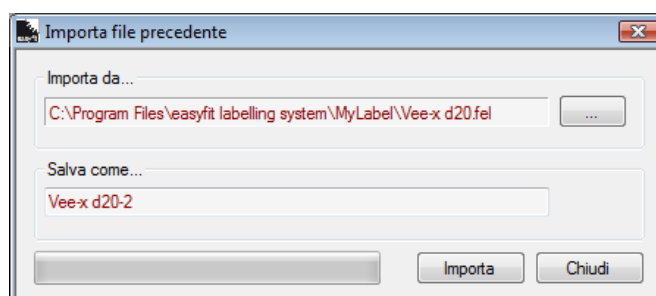 Importa file precedente
Importa da...
C:\Program Files\easyfit labelling system\MyLabel\Vee-x d20.fel
...
Salva come...
Vee-x d20-2
Importa
Chiudi